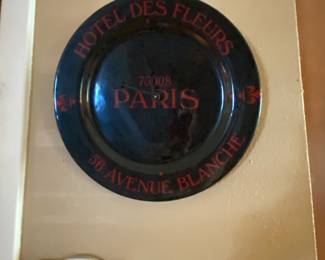 HOTEL DES FLEURS
75008
PARIS
56 AVENUE BLANCHE